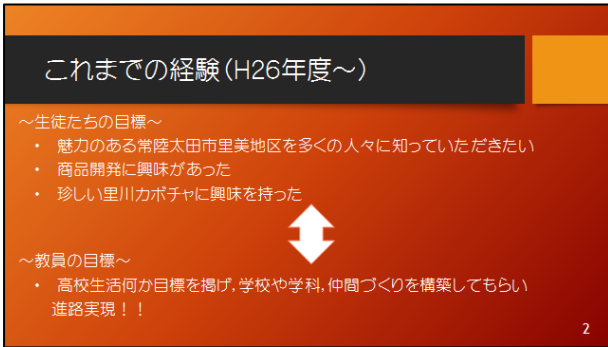 これまでの経験(H26年度～)
～生徒たちの目標～
• 魅力のある常陸太田市里美地区を多くの人々に知っていただきたい
• 商品開発に興味があった
• 珍しい里川カボチャに興味を持った
～教員の目標～
• 高校生活何か目標を掲げ,学校や学科,仲間づくりを構築してもらい
進路実現！！
2